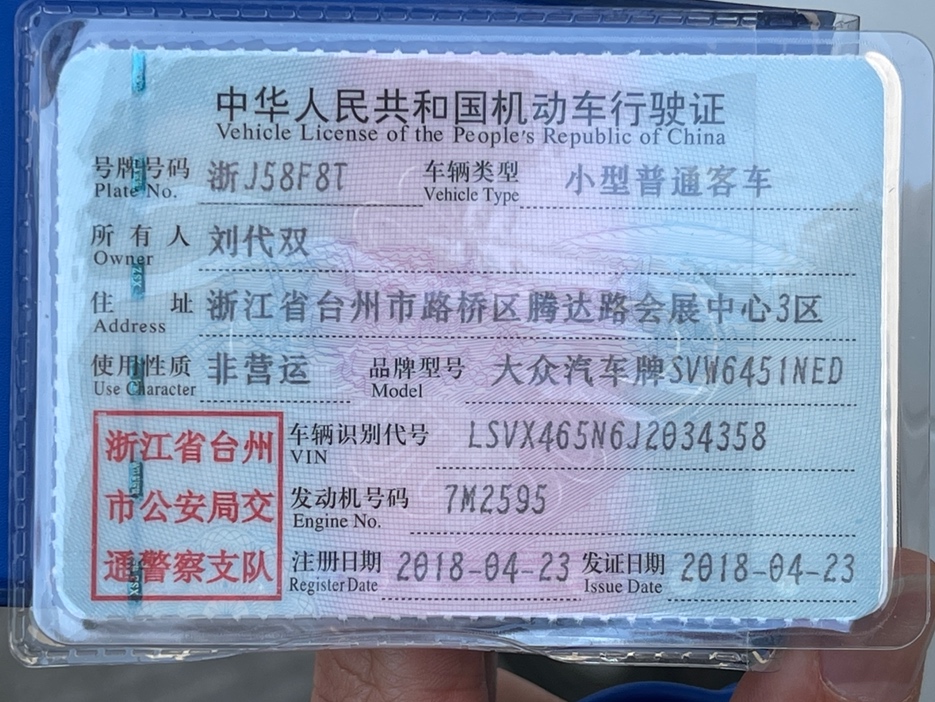 中华人民共和国机动车行驶证
Vehicle License of the People's Republic of China
号牌号码 浙J58F8T 车辆类型 小型普通客车
Plate No. Vehicle Type
所有人 刘代双
Owner
住址 浙江省台州市路桥区腾达路会展中心3区
Address
使用性质 非营运 品牌型号 大众汽车牌SVW6451NED
Use Character Model
浙江省台州
市公安局交
通警察支队
车辆识别代号 LSVX465N6J2034358
VIN
发动机号码 7M2595
Engine No.
注册日期 2018-04-23 发证日期 2018-04-23
Register Date Issue Date